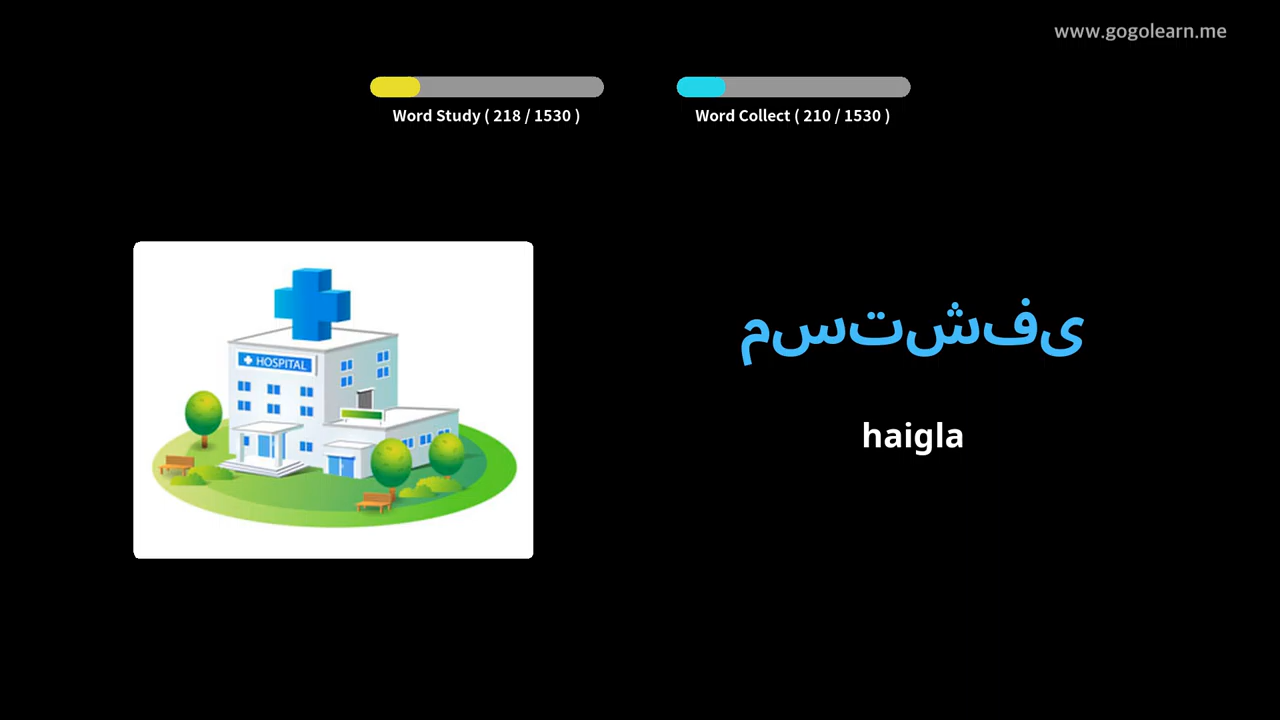 www.gogolearn.me
Word Study ( 218 / 1530 )
Word Collect ( 210 / 1530 )
HOSPITAL
مستشفى
haigla